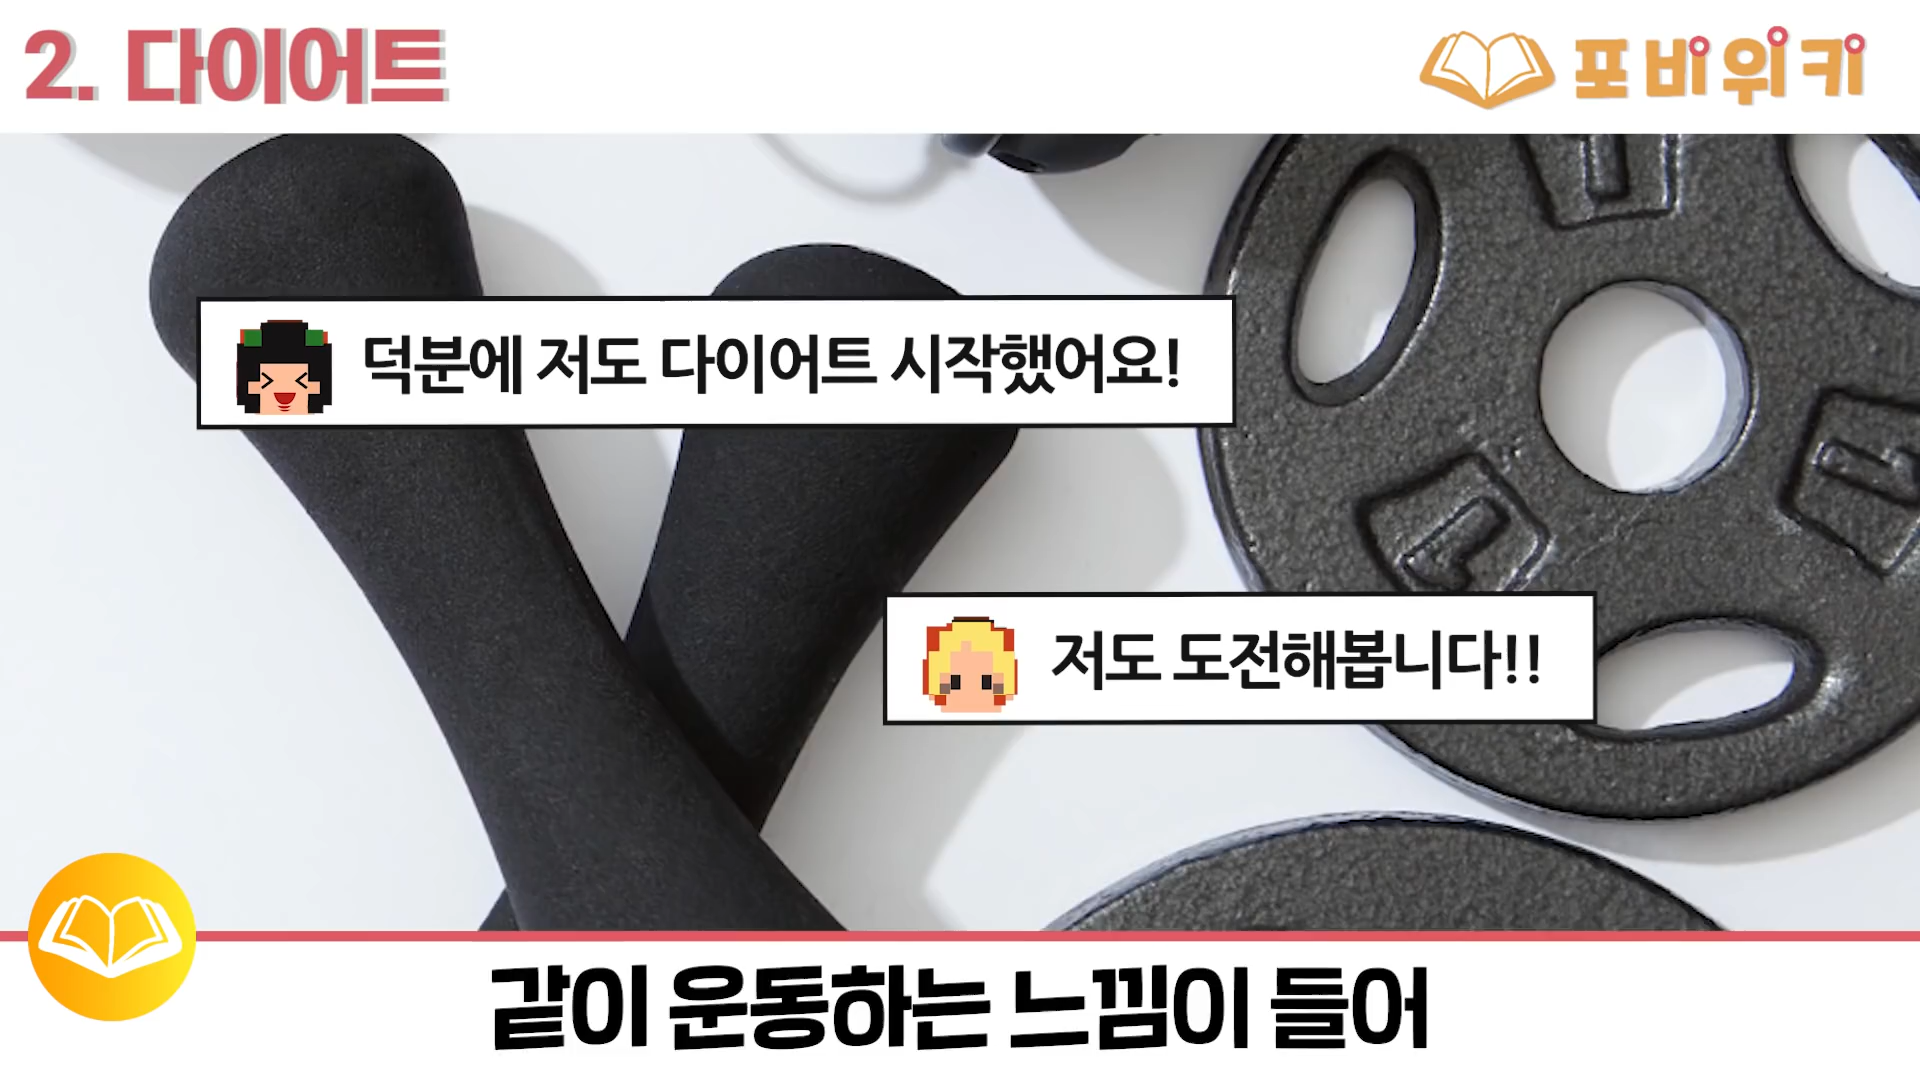 2. 다이어트
포비위키
덕분에 저도 다이어트 시작했어요!
저도 도전해봅니다!!
같이 운동하는 느낌이 들어